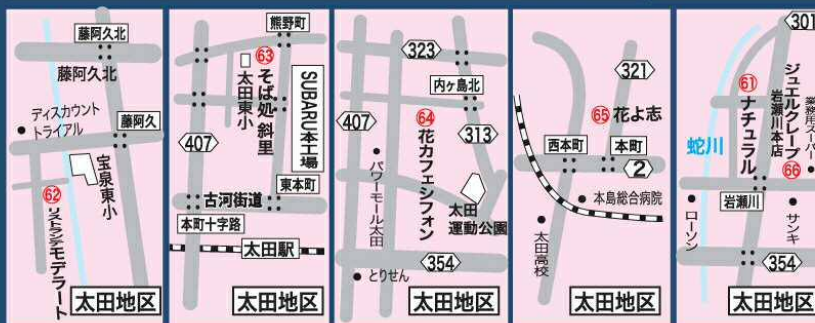 藤阿久北
藤阿久北
ディスカウント
トライアル
藤阿久
宝泉東小
62
リストランテモデラート
太田地区
熊野町
63
そば処 斜里
太田東小
SUBARU本工場
407
古河街道
東本町
本町十字路
太田駅
太田地区
323
内ヶ島北
407
64
花カフェシフォン
313
パワーモール太田
太田
運動公園
354
とりせん
太田地区
321
65 花よ志
西本町
本町
2
本島総合病院
太田高校
太田地区
301
61
ナチュラル
ジュエルクレープ
岩瀬川本店
66
業務用スーパー
蛇川
岩瀬川
ローソン
サンキ
354
太田地区